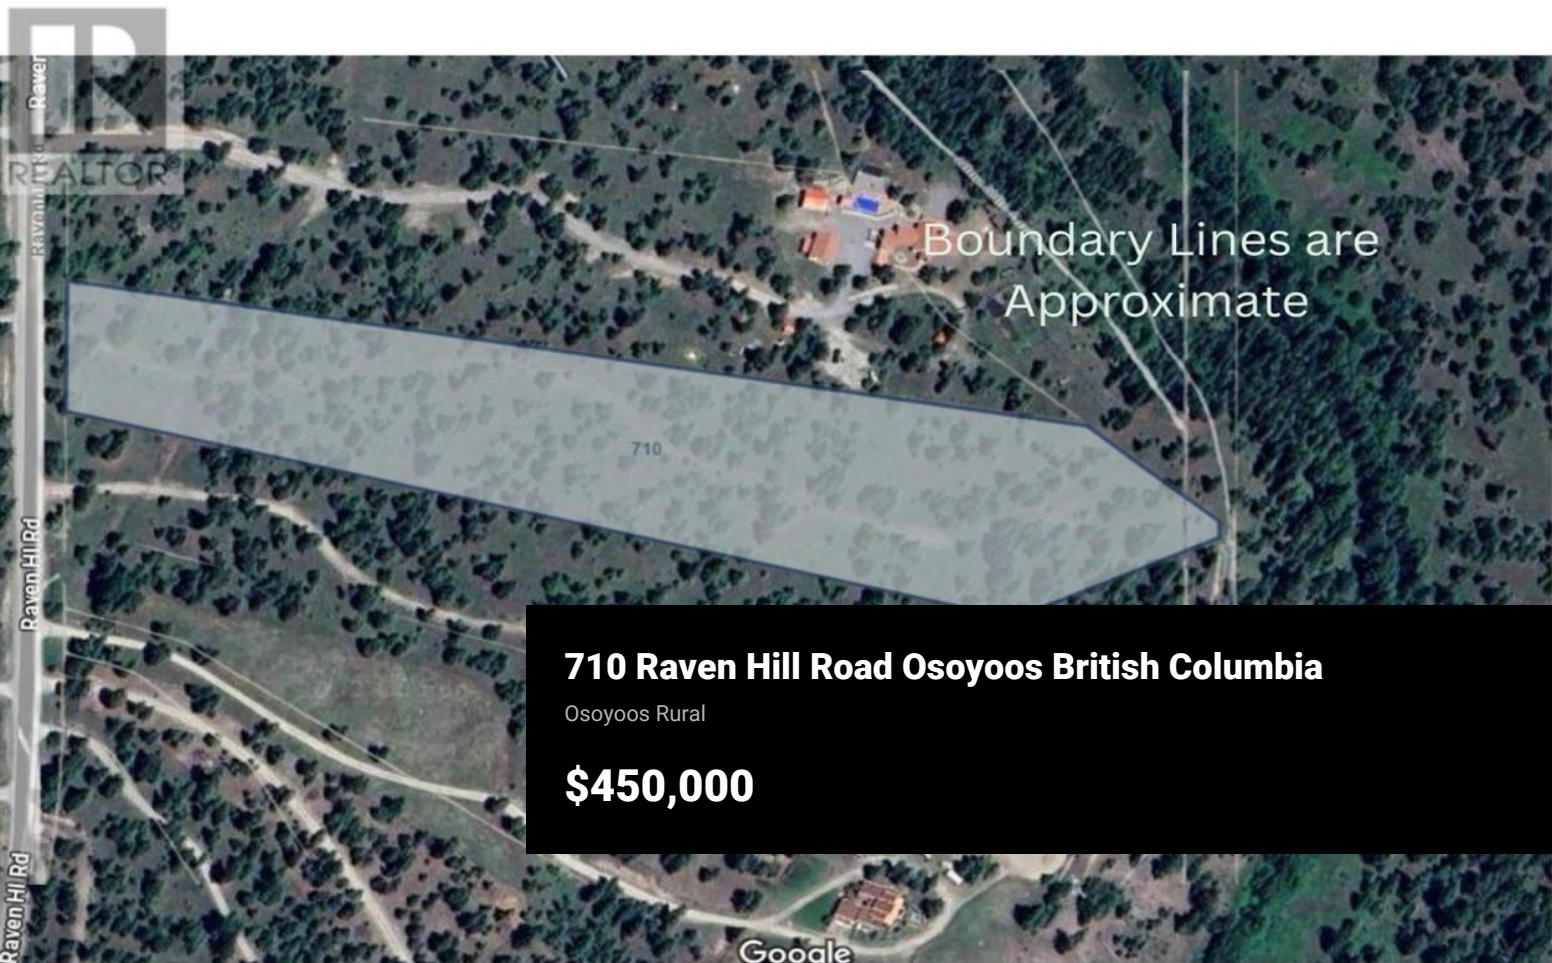 Raven
REALTOR
Boundary Lines are
Approximate
710
Raven Hl Rd
710 Raven Hill Road Osoyoos British Columbia
Osoyoos Rural
$450,000
Raven Hl Rd
Google